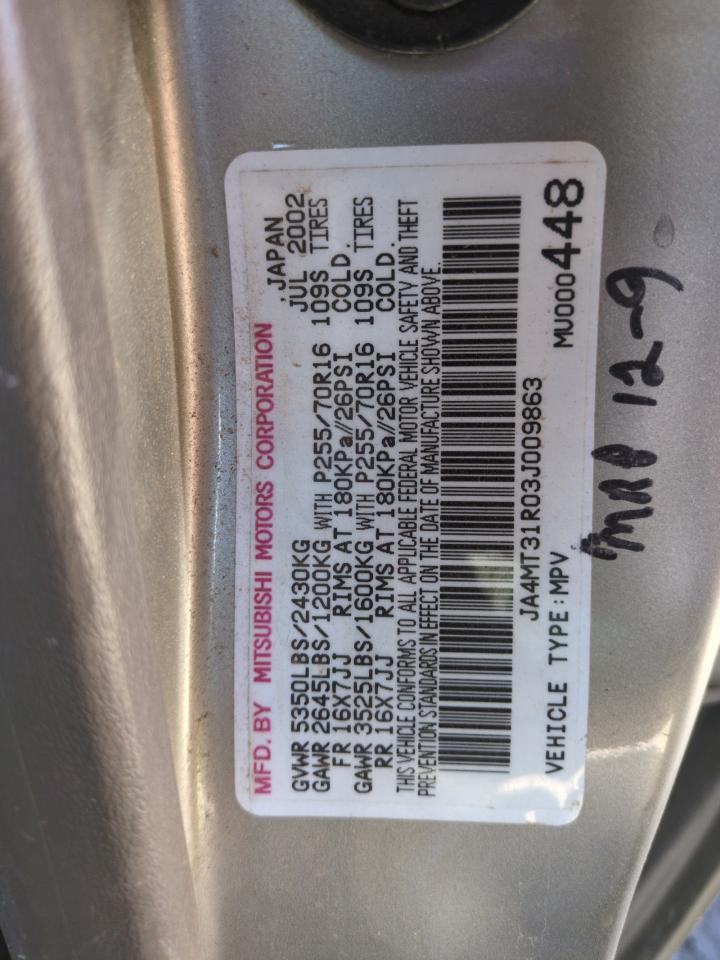 MFD. BY MITSUBISHI MOTORS CORPORATION ,JAPAN
GVWR 5350LBS/2430KG JUL 2002
GAWR 2645LBS/1200KG WITH P255/70R16 109S TIRES
FR 16X7JJ RIMS AT 180KPa//26PSI COLD.
GAWR 3525LBS/1600KG WITH P255/70R16 109S TIRES
RR 16X7JJ RIMS AT 180KPa//26PSI COLD.
THIS VEHICLE CONFORMS TO ALL APPLICABLE FEDERAL MOTOR VEHICLE SAFETY AND THEFT
PREVENTION STANDARDS IN EFFECT ON THE DATE OF MANUFACTURE SHOWN ABOVE.
JA4MT31R03J009863
VEHICLE TYPE:MPV MU000448
12-9